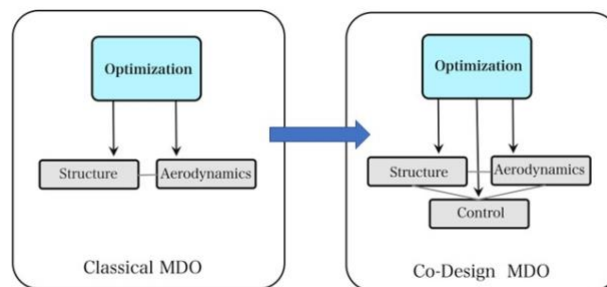 Optimization
Structure
Aerodynamics
Classical MDO
Optimization
Structure
Aerodynamics
Control
Co-Design MDO